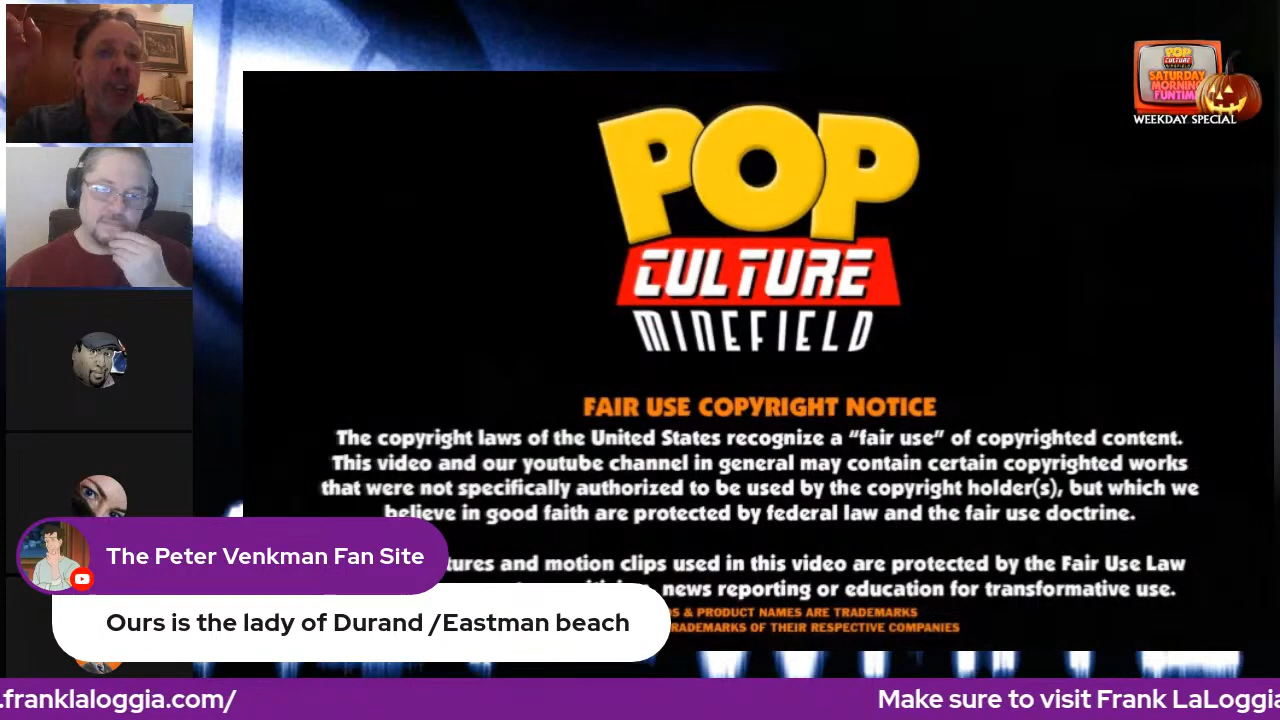 POP
CULTURE
MINEFIELD
POP
CULTURE
MINEFIELD
SATURDAY
MORNING
FUNTIME
WEEKDAY SPECIAL
FAIR USE COPYRIGHT NOTICE
The copyright laws of the United States recognize a “fair use” of copyrighted content.
This video and our youtube channel in general may contain certain copyrighted works
that were not specifically authorized to be used by the copyright holder(s), but which we
believe in good faith are protected by federal law and the fair use doctrine.
tures and motion clips used in this video are protected by the Fair Use Law
news reporting or education for transformative use.
S & PRODUCT NAMES ARE TRADEMARKS
RADEMARKS OF THEIR RESPECTIVE COMPANIES
The Peter Venkman Fan Site
Ours is the lady of Durand /Eastman beach
.franklaloggia.com/
Make sure to visit Frank LaLoggia